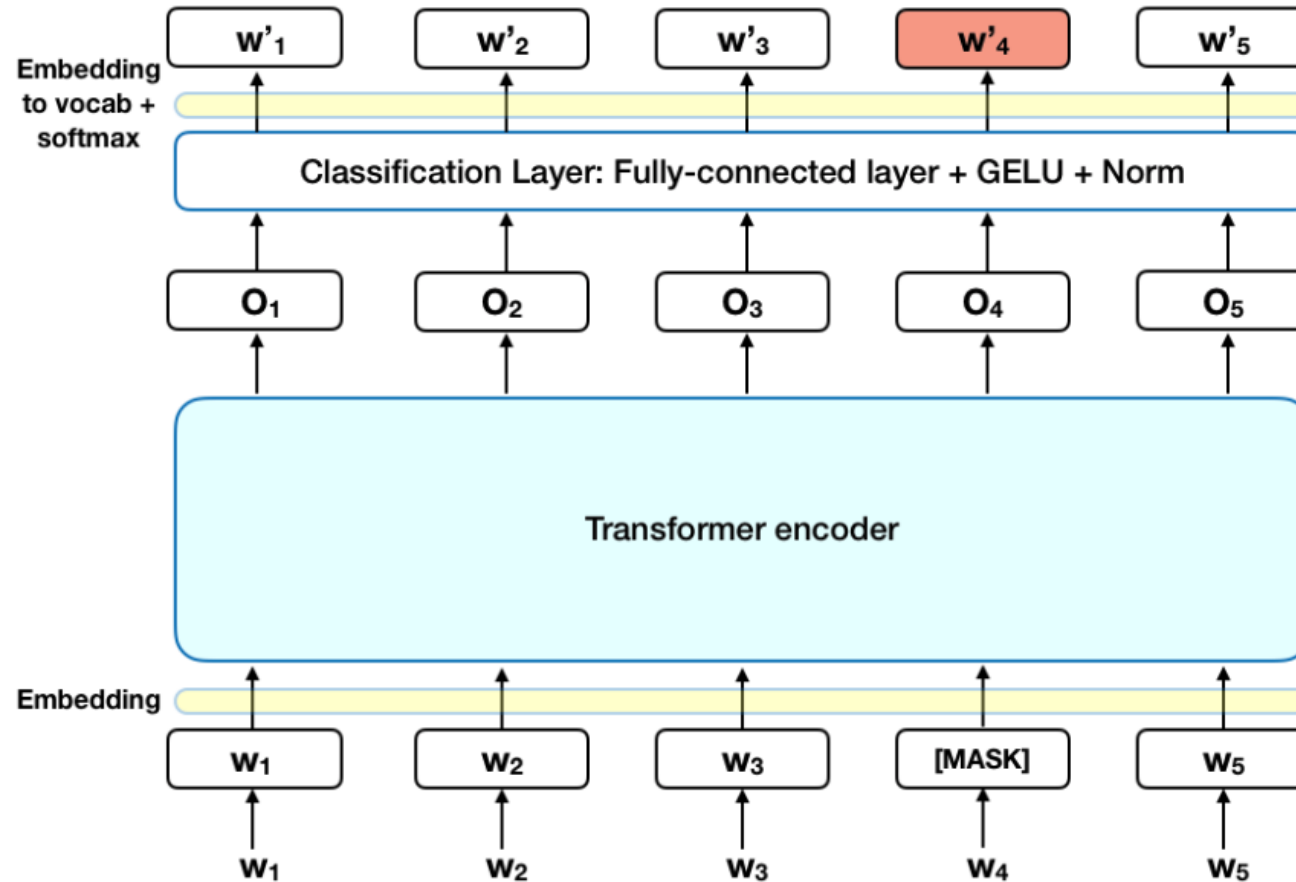 w’₁ w’₂ w’₃ w’₄ w’₅
Embedding
to vocab +
softmax
Classification Layer: Fully-connected layer + GELU + Norm
O₁ O₂ O₃ O₄ O₅
Transformer encoder
Embedding
w₁ w₂ w₃ [MASK] w₅
w₁ w₂ w₃ w₄ w₅